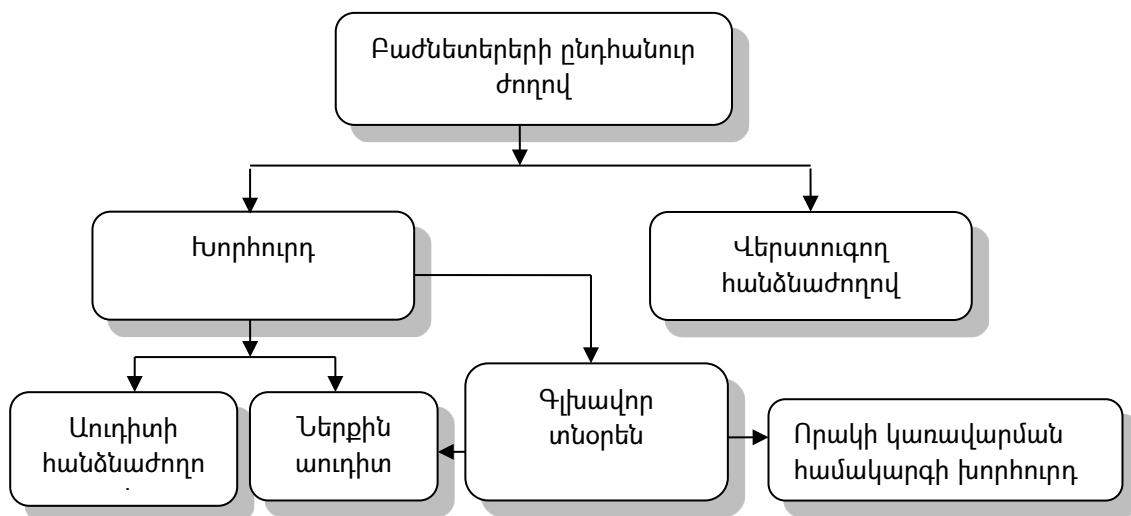 Բաժնետերերի ընդհանուր
ժողով
Խորհուրդ
Վերստուգող
հանձնաժողով
Աուդիտի
հանձնաժողո
Ներքին
աուդիտ
Գլխավոր
տնօրեն
Որակի կառավարման
համակարգի խորհուրդ